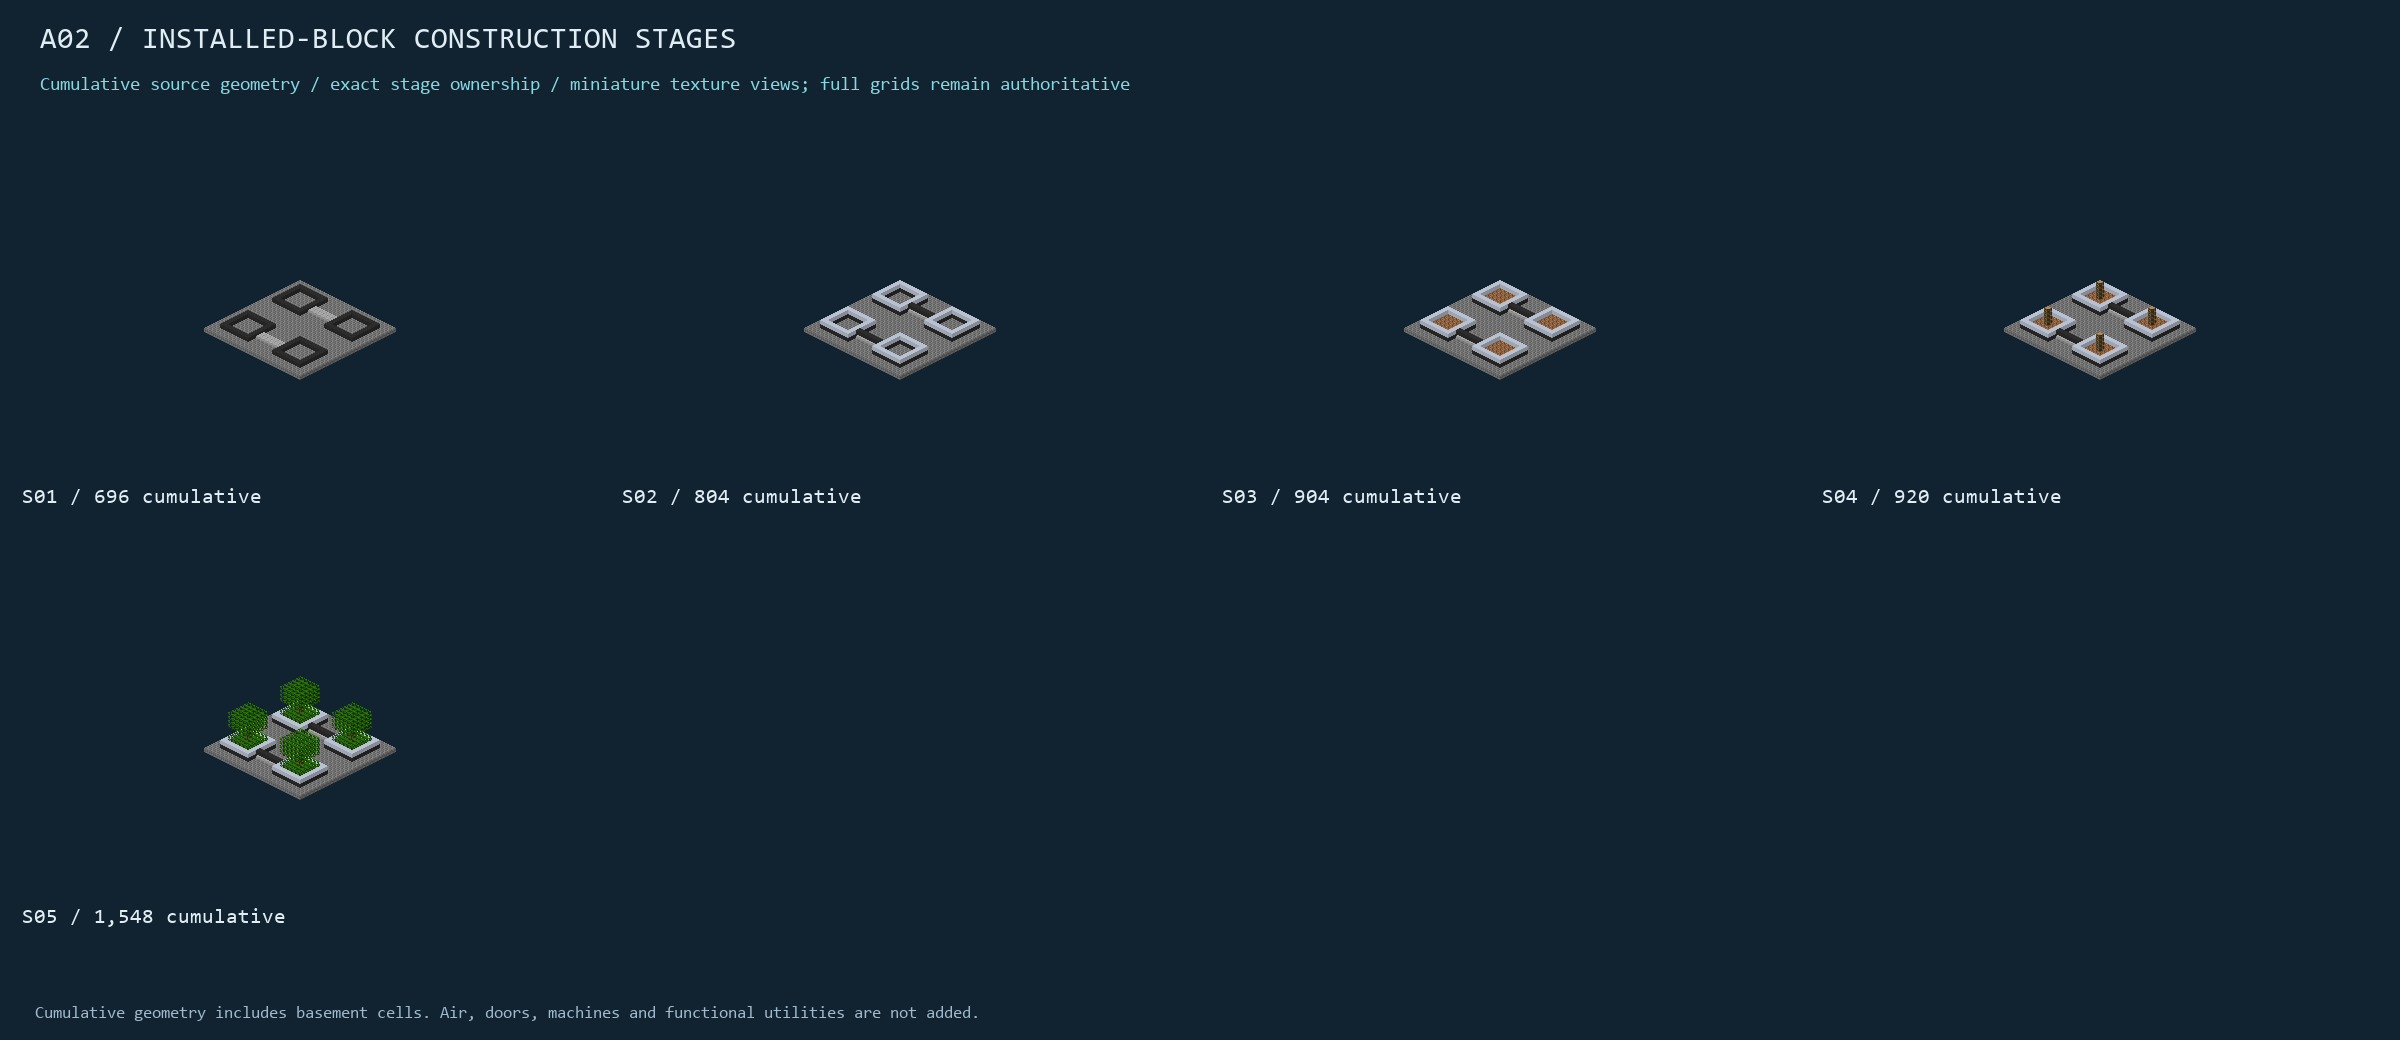 A02 / INSTALLED-BLOCK CONSTRUCTION STAGES
Cumulative source geometry / exact stage ownership / miniature texture views; full grids remain authoritative
S01 / 696 cumulative
S02 / 804 cumulative
S03 / 904 cumulative
S04 / 920 cumulative
S05 / 1,548 cumulative
Cumulative geometry includes basement cells. Air, doors, machines and functional utilities are not added.